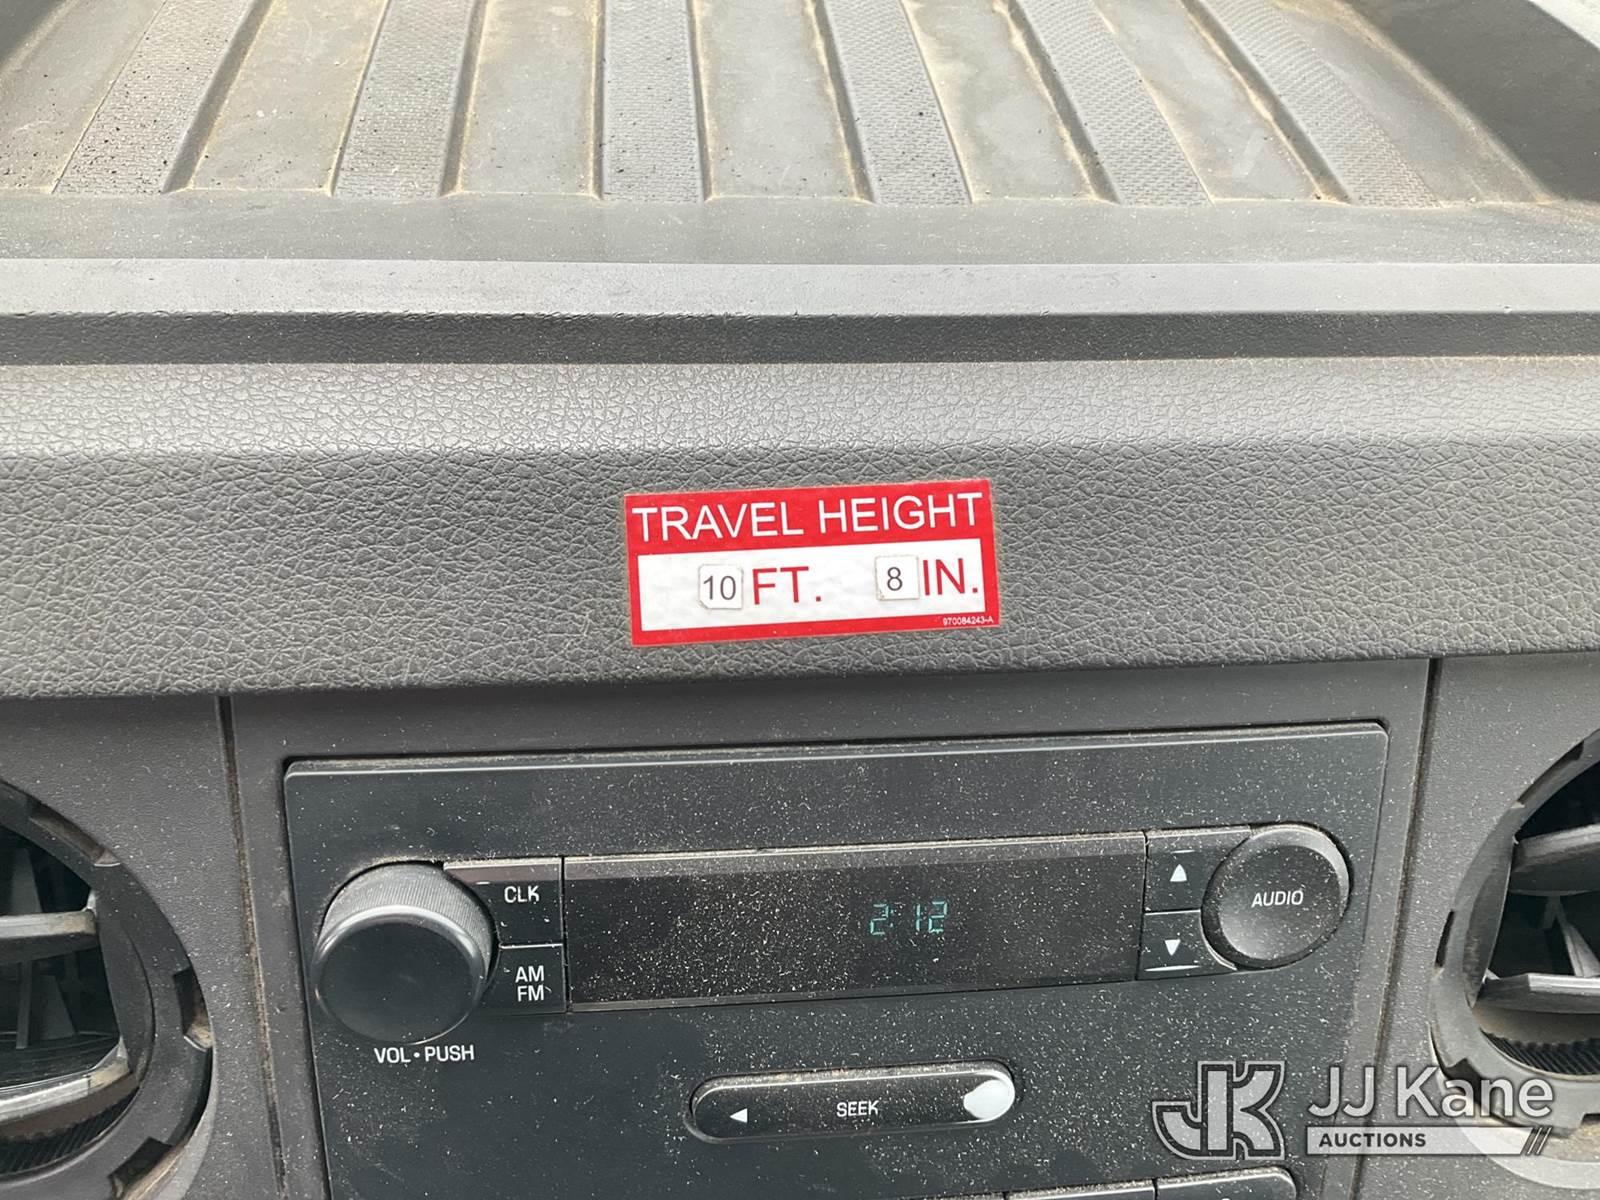 TRAVEL HEIGHT
10 FT. 8 IN.
970084243-A
CLK
2:12
AUDIO
AM
FM
VOL•PUSH
SEEK
JK JJ Kane
AUCTIONS